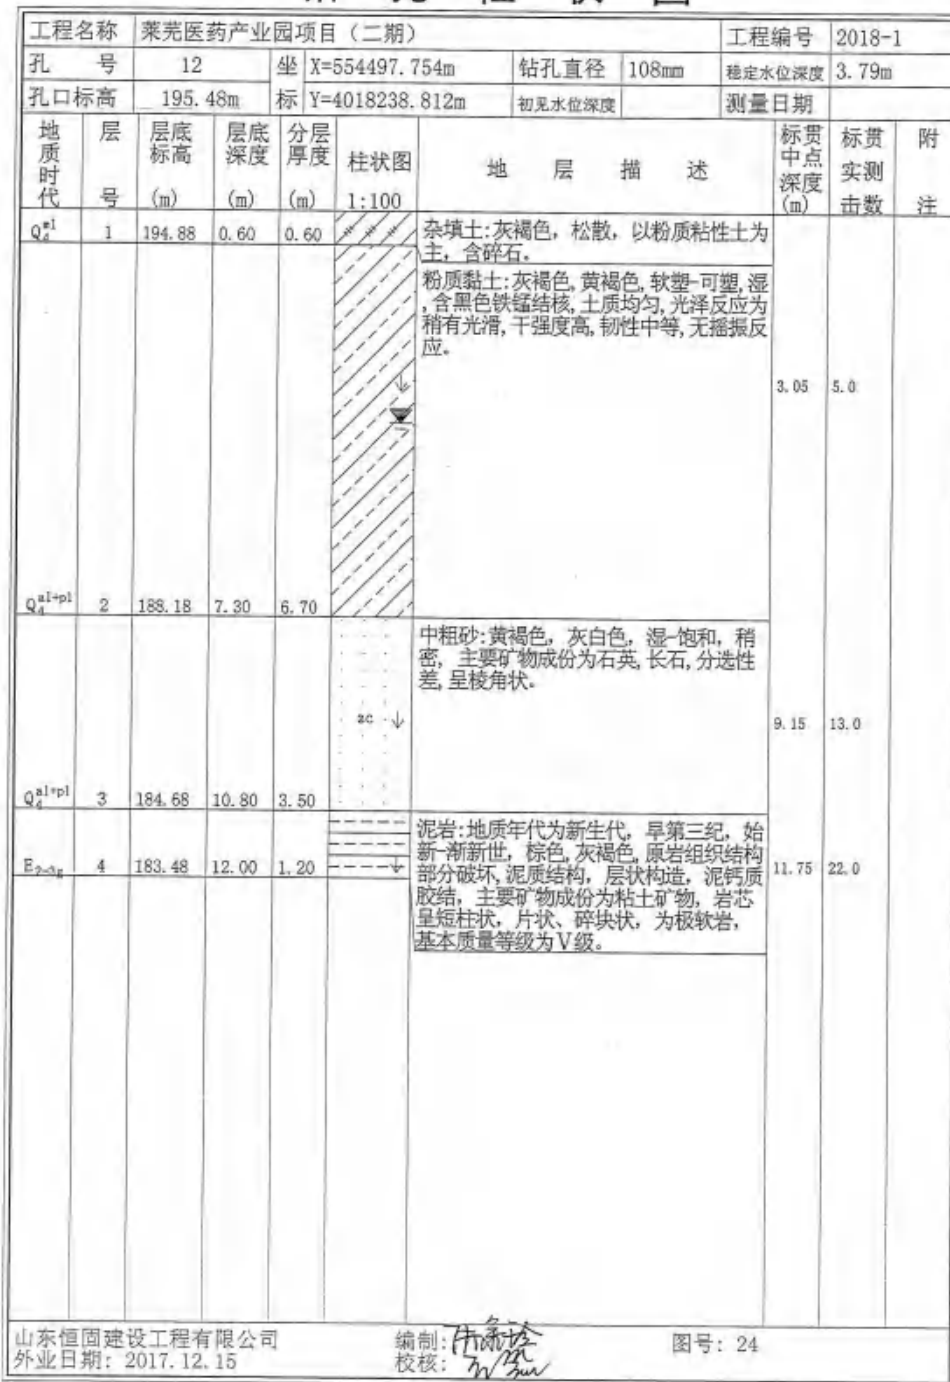 工程名称 莱芜医药产业园项目（二期） 工程编号 2018-1
孔 号 12 坐 X=554497.754m 钻孔直径 108mm 稳定水位深度 3.79m
孔口标高 195.48m 标 Y=4018238.812m 初见水位深度 测量日期
地质时代 层号 层底标高(m) 层底深度(m) 分层厚度(m) 柱状图1:100 地 层 描 述 标贯中点深度(m) 标贯实测击数 附注
1 194.88 0.60 0.60 杂填土:灰褐色，松散，以粉质粘性土为
主，含碎石。
粉质黏土:灰褐色,黄褐色,软塑-可塑,湿
,含黑色铁锰结核,土质均匀,光泽反应为
稍有光滑,干强度高,韧性中等,无摇振反
应。
3.05 5.0
Q4al+pl 2 188.18 7.30 6.70
中粗砂:黄褐色，灰白色，湿-饱和，稍
密，主要矿物成份为石英,长石,分选性
差,呈棱角状。
zc 9.15 13.0
Q4al+pl 3 184.68 10.80 3.50
泥岩:地质年代为新生代，早第三纪，始
新-渐新世，棕色,灰褐色,原岩组织结构
E2-3g 4 183.48 12.00 1.20 部分破坏,泥质结构，层状构造，泥钙质 11.75 22.0
胶结，主要矿物成份为粘土矿物，岩芯
呈短柱状，片状、碎块状，为极软岩，
基本质量等级为Ⅴ级。
山东恒固建设工程有限公司 编制: 图号: 24
外业日期: 2017.12.15 校核: